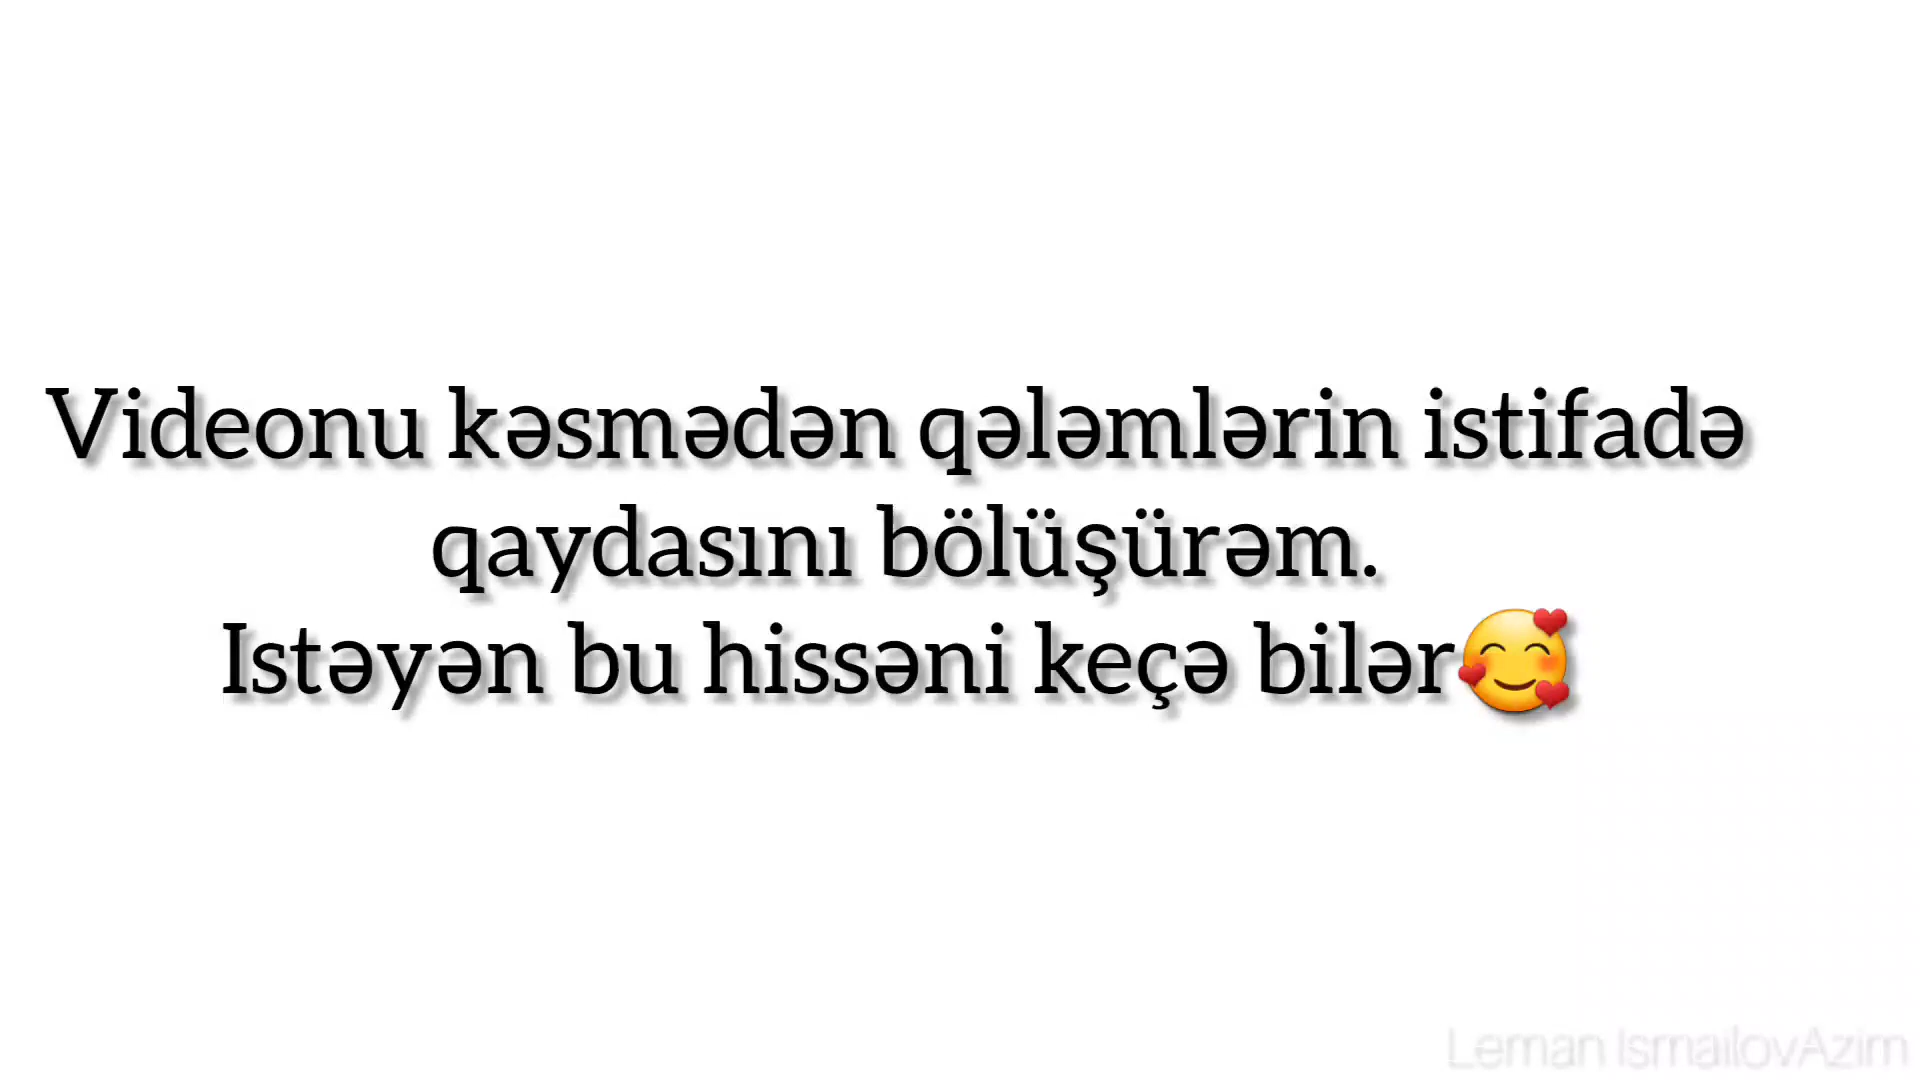 Videonu kəsmədən qələmlərin istifadə
qaydasını bölüşürəm.
Istəyən bu hissəni keçə bilər🥰
Leman IsmailovAzim